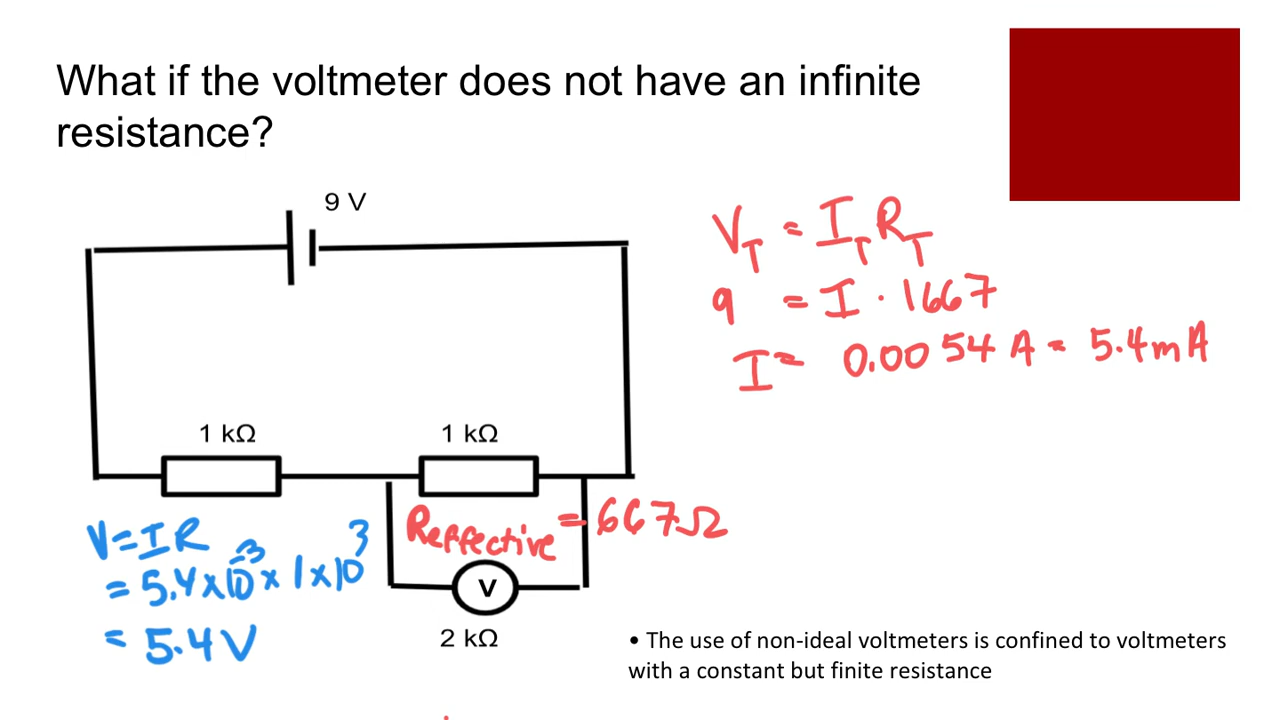 What if the voltmeter does not have an infinite
resistance?
9 V
V_T = I_T R_T
9 = I · 1667
I = 0.0054 A = 5.4mA
1 kΩ
1 kΩ
Reffective = 667Ω
V = IR
= 5.4 x 10^-3 x 1 x 10^3
= 5.4V
V
2 kΩ
• The use of non-ideal voltmeters is confined to voltmeters
with a constant but finite resistance